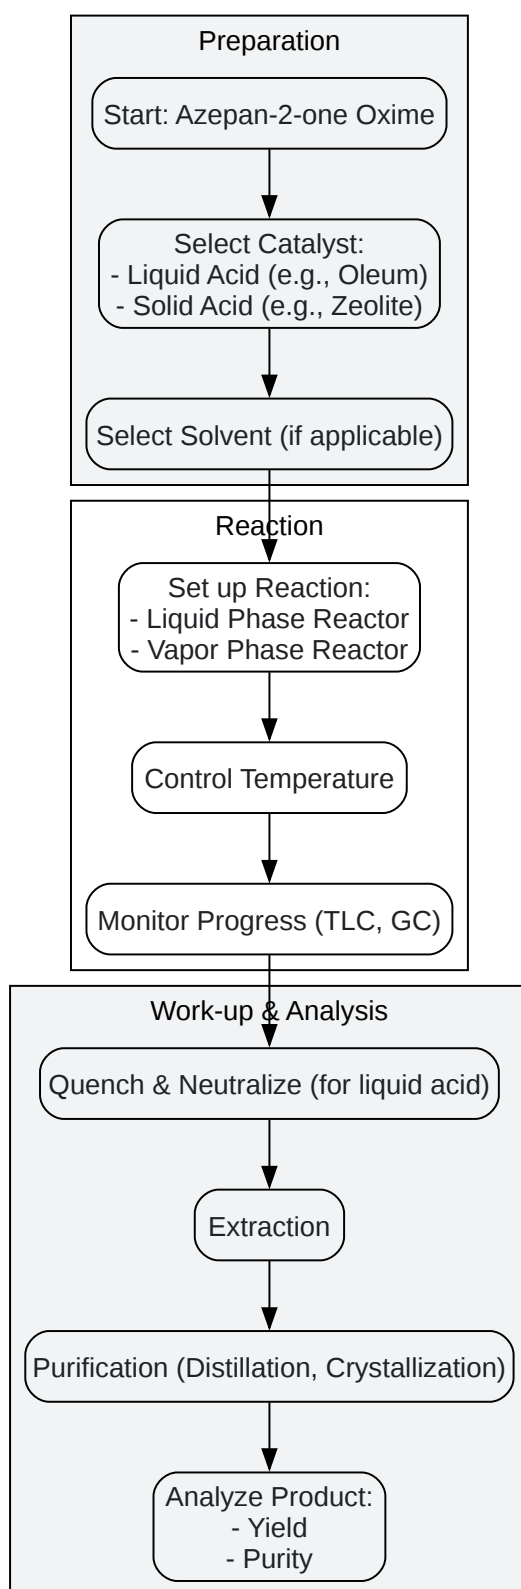 Preparation
Start: Azepan-2-one Oxime
Select Catalyst:
- Liquid Acid (e.g., Oleum)
- Solid Acid (e.g., Zeolite)
Select Solvent (if applicable)
Reaction
Set up Reaction:
- Liquid Phase Reactor
- Vapor Phase Reactor
Control Temperature
Monitor Progress (TLC, GC)
Work-up & Analysis
Quench & Neutralize (for liquid acid)
Extraction
Purification (Distillation, Crystallization)
Analyze Product:
- Yield
- Purity